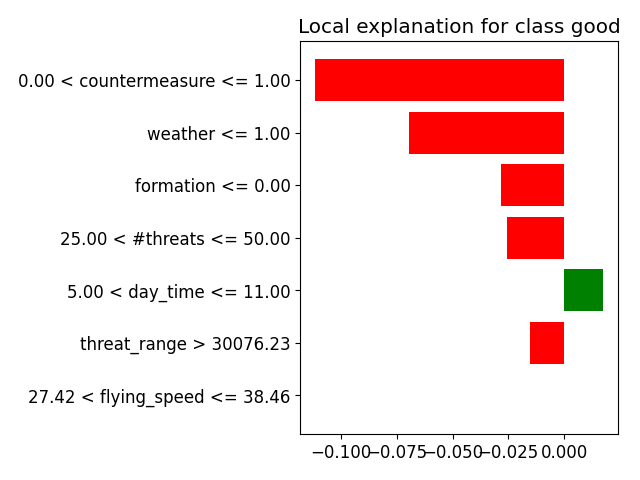 Local explanation for class good
0.00 < countermeasure <= 1.00
weather <= 1.00
formation <= 0.00
25.00 < #threats <= 50.00
5.00 < day_time <= 11.00
threat_range > 30076.23
27.42 < flying_speed <= 38.46
−0.100 −0.075 −0.050 −0.025 0.000